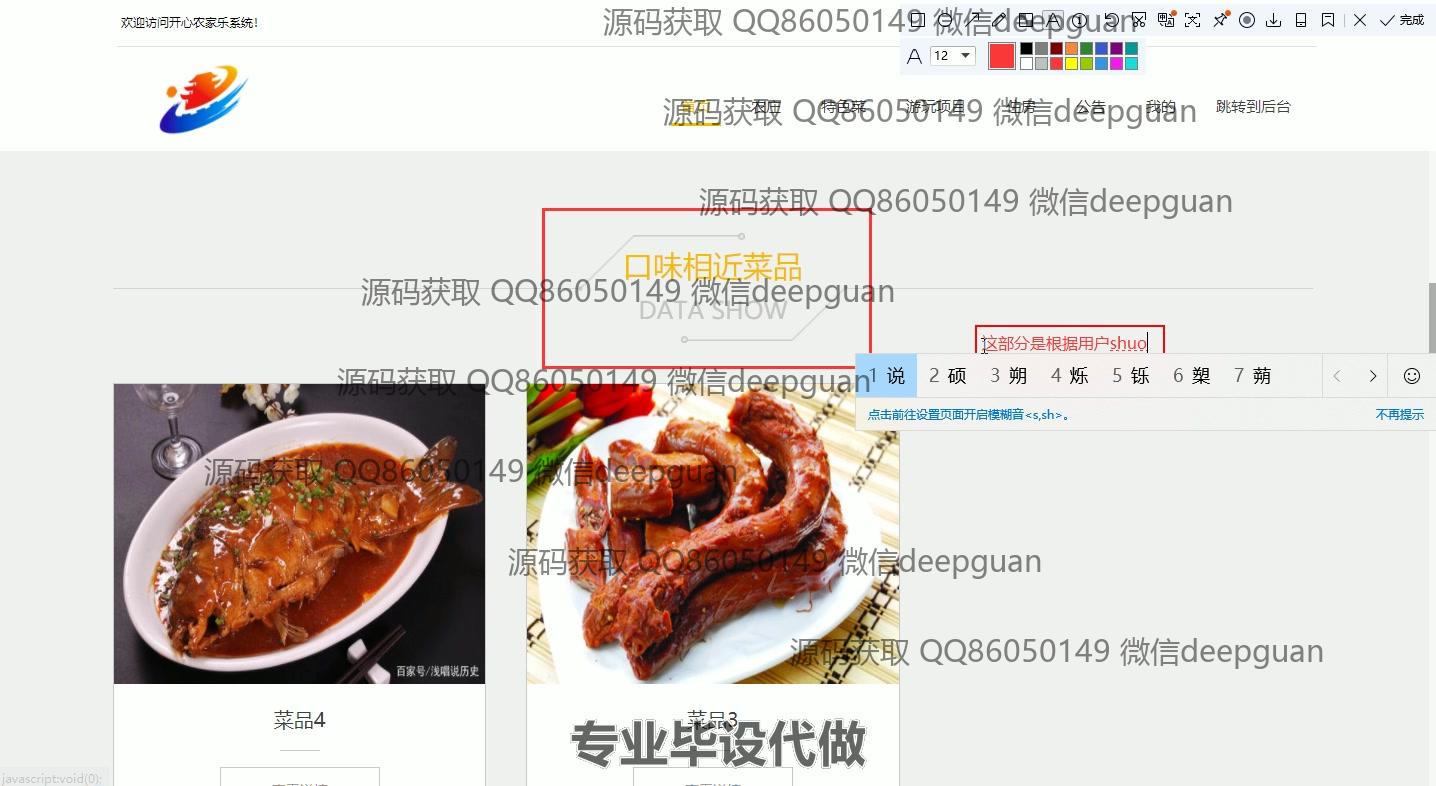 欢迎访问开心农家乐系统!
源码获取 QQ86050149 微信deepguan
完成
12
首页 农庄 特色菜 游玩项目 住房 公告 我的 跳转到后台
源码获取 QQ86050149 微信deepguan
源码获取 QQ86050149 微信deepguan
口味相近菜品
源码获取 QQ86050149 微信deepguan
DATA SHOW
这部分是根据用户shuo
1 说 2 硕 3 朔 4 烁 5 铄 6 槊 7 蒴
源码获取 QQ86050149 微信deepguan
点击前往设置页面开启模糊音<s,sh>。 不再提示
源码获取 QQ86050149 微信deepguan
源码获取 QQ86050149 微信deepguan
源码获取 QQ86050149 微信deepguan
百家号/浅唱说历史
菜品4 菜品3
专业毕设代做
javascript:void(0);